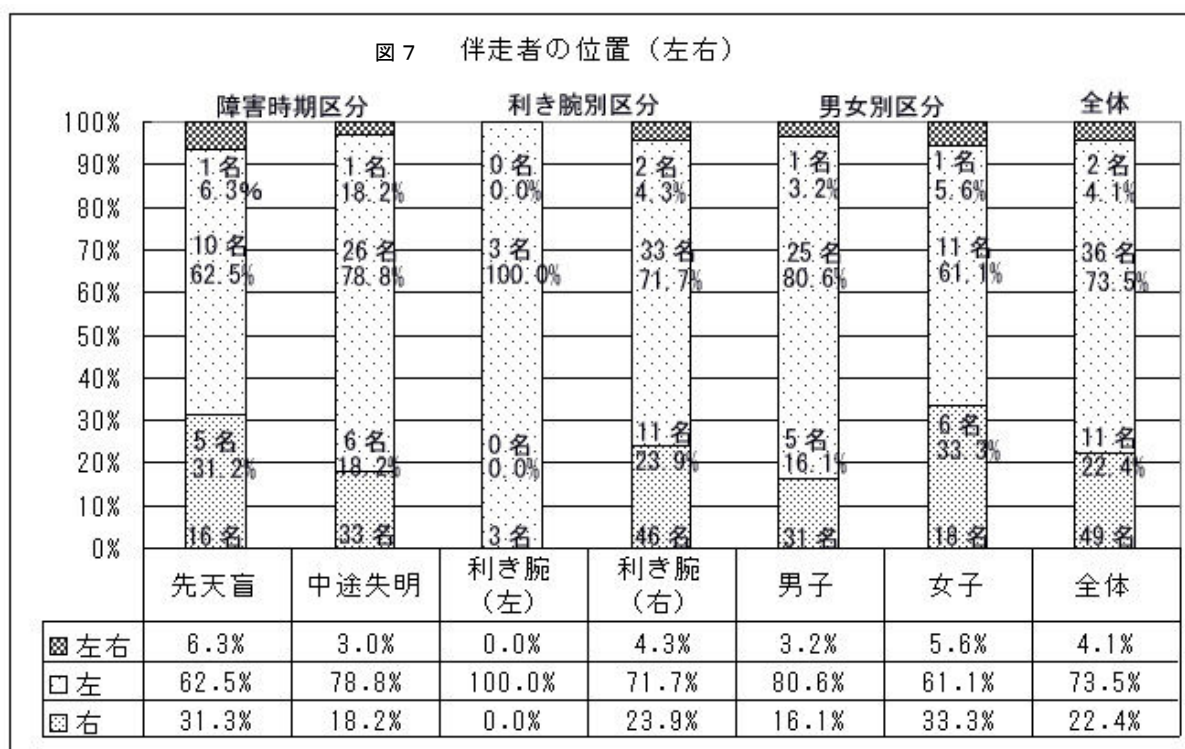 図7 伴走者の位置（左右）
障害時期区分 利き腕別区分 男女別区分 全体
100%
90%
80%
70%
60%
50%
40%
30%
20%
10%
0%
1名 1名 0名 2名 1名 1名 2名
6.3% 18.2% 0.0% 4.3% 3.2% 5.6% 4.1%
10名 26名 3名 33名 25名 11名 36名
62.5% 78.8% 100.0% 71.7% 80.6% 61.1% 73.5%
5名 6名 0名 11名 5名 6名 11名
31.2% 18.2% 0.0% 23.9% 16.1% 33.3% 22.4%
16名 33名 3名 46名 31名 18名 49名
先天盲 中途失明 利き腕（左） 利き腕（右） 男子 女子 全体
左右 6.3% 3.0% 0.0% 4.3% 3.2% 5.6% 4.1%
左 62.5% 78.8% 100.0% 71.7% 80.6% 61.1% 73.5%
右 31.3% 18.2% 0.0% 23.9% 16.1% 33.3% 22.4%